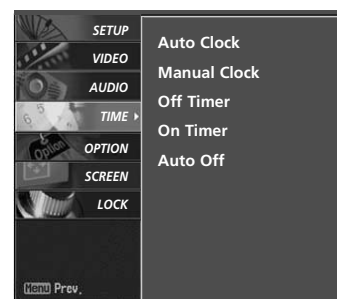 SETUP
VIDEO
AUDIO
TIME
OPTION
SCREEN
LOCK
Auto Clock
Manual Clock
Off Timer
On Timer
Auto Off
Menu Prev.